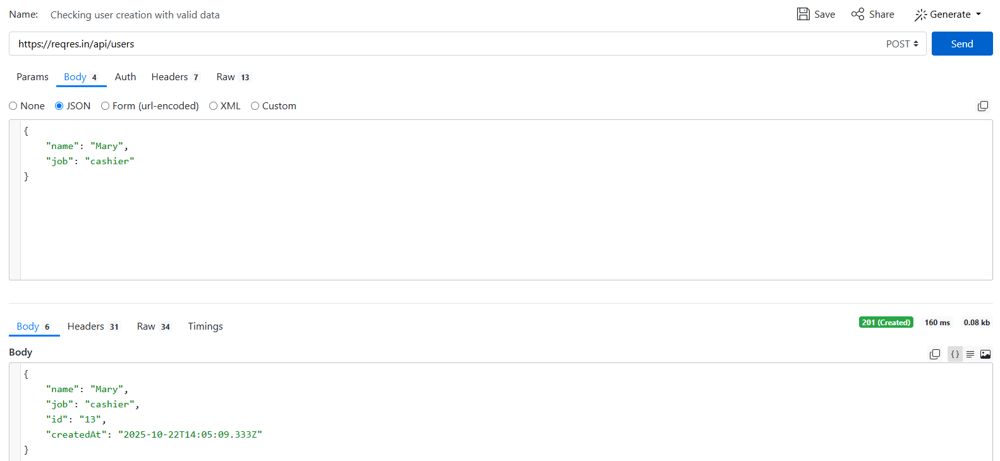 Name: Checking user creation with valid data Save Share Generate
https://reqres.in/api/users POST Send
Params Body 4 Auth Headers 7 Raw 13
None JSON Form (url-encoded) XML Custom
{
    "name": "Mary",
    "job": "cashier"
}
Body 6 Headers 31 Raw 34 Timings 201 (Created) 160 ms 0.08 kb
Body {}
{
    "name": "Mary",
    "job": "cashier",
    "id": "13",
    "createdAt": "2025-10-22T14:05:09.333Z"
}